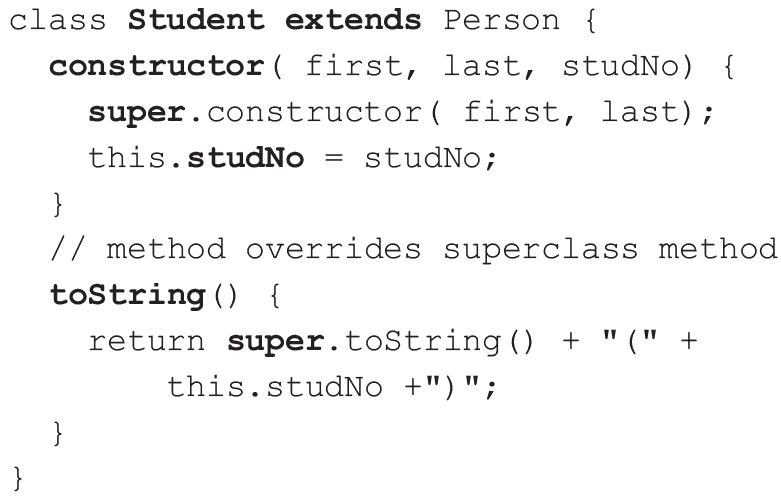 class Student extends Person {
  constructor( first, last, studNo) {
    super.constructor( first, last);
    this.studNo = studNo;
  }
  // method overrides superclass method
  toString() {
    return super.toString() + "(" +
        this.studNo +")";
  }
}